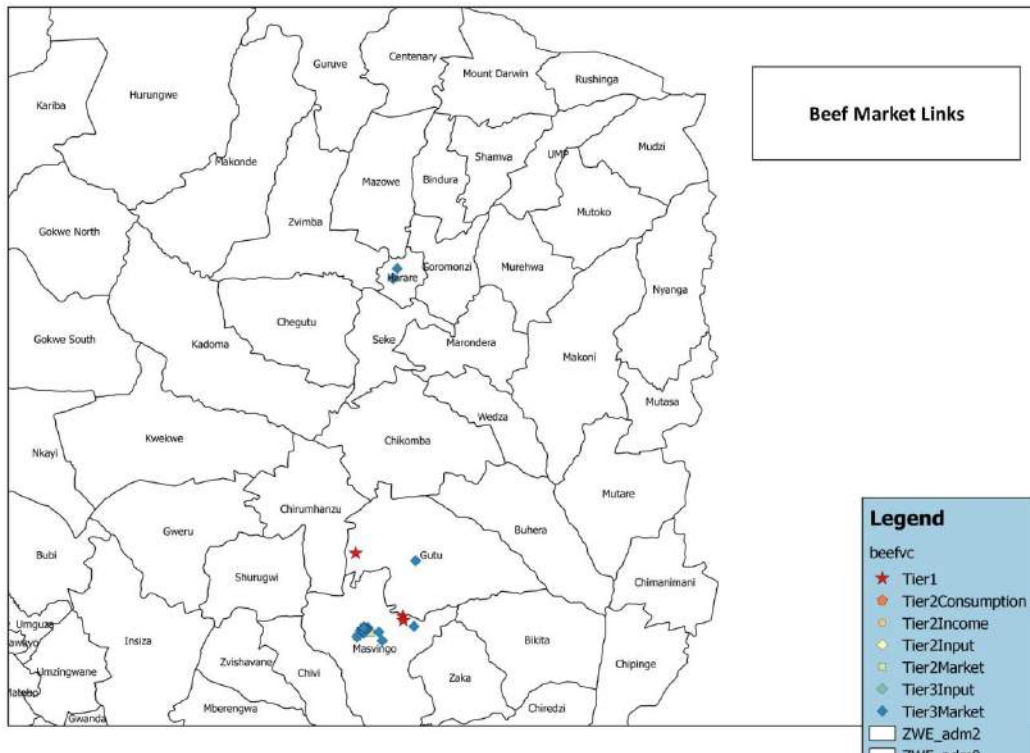 Beef Market Links
Centenary
Guruve
Mount Darwin
Rushinga
Kariba
Hurungwe
Makonde
Shamva
UMP
Mudzi
Mazowe
Bindura
Mutoko
Zvimba
Gokwe North
Harare
Goromonzi
Murehwa
Nyanga
Chegutu
Gokwe South
Kadoma
Seke
Marondera
Makoni
Mutasa
Wedza
Kwekwe
Chikomba
Nkayi
Mutare
Chirumhanzu
Gweru
Buhera
Bubi
Gutu
Shurugwi
Chimanimani
Umguza
Insiza
Masvingo
Bikita
Umzingwane
Zvishavane
Chivi
Zaka
Chipinge
Mberengwa
Chiredzi
Gwanda
Legend
beefvc
Tier1
Tier2Consumption
Tier2Income
Tier2Input
Tier2Market
Tier3Input
Tier3Market
ZWE_adm2